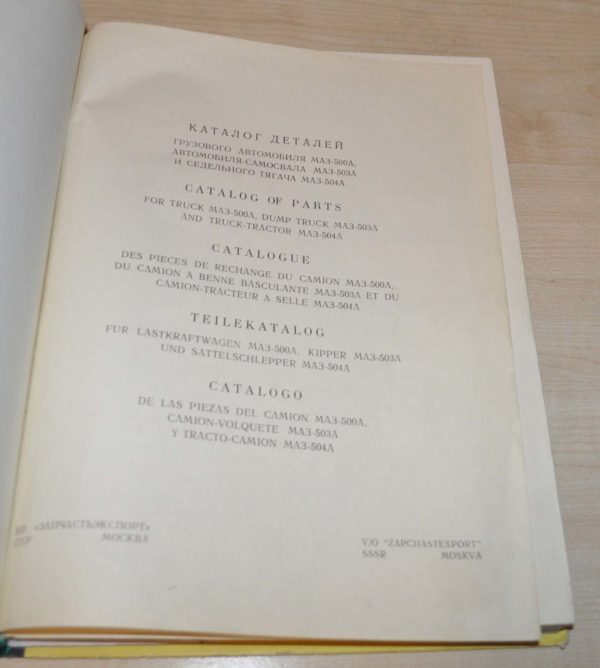 КАТАЛОГ ДЕТАЛЕЙ
ГРУЗОВОГО АВТОМОБИЛЯ МАЗ-500А,
АВТОМОБИЛЯ-САМОСВАЛА МАЗ-503А
И СЕДЕЛЬНОГО ТЯГАЧА МАЗ-504А
CATALOG OF PARTS
FOR TRUCK МАЗ-500А, DUMP TRUCK МАЗ-503А
AND TRUCK-TRACTOR МАЗ-504А
CATALOGUE
DES PIECES DE RECHANGE DU CAMION МАЗ-500А,
DU CAMION A BENNE BASCULANTE МАЗ-503А ET DU
CAMION-TRACTEUR A SELLE МАЗ-504А
TEILEKATALOG
FÜR LASTKRAFTWAGEN МАЗ-500А, KIPPER МАЗ-503А
UND SATTELSCHLEPPER МАЗ-504А
CATALOGO
DE LAS PIEZAS DEL CAMION МАЗ-500А,
CAMION-VOLQUETE МАЗ-503А
Y TRACTO-CAMION МАЗ-504А
«ЗАПЧАСТЬЭКСПОРТ»
СССР МОСКВА
V/O "ZAPCHASTEXPORT"
SSSR MOSKVA